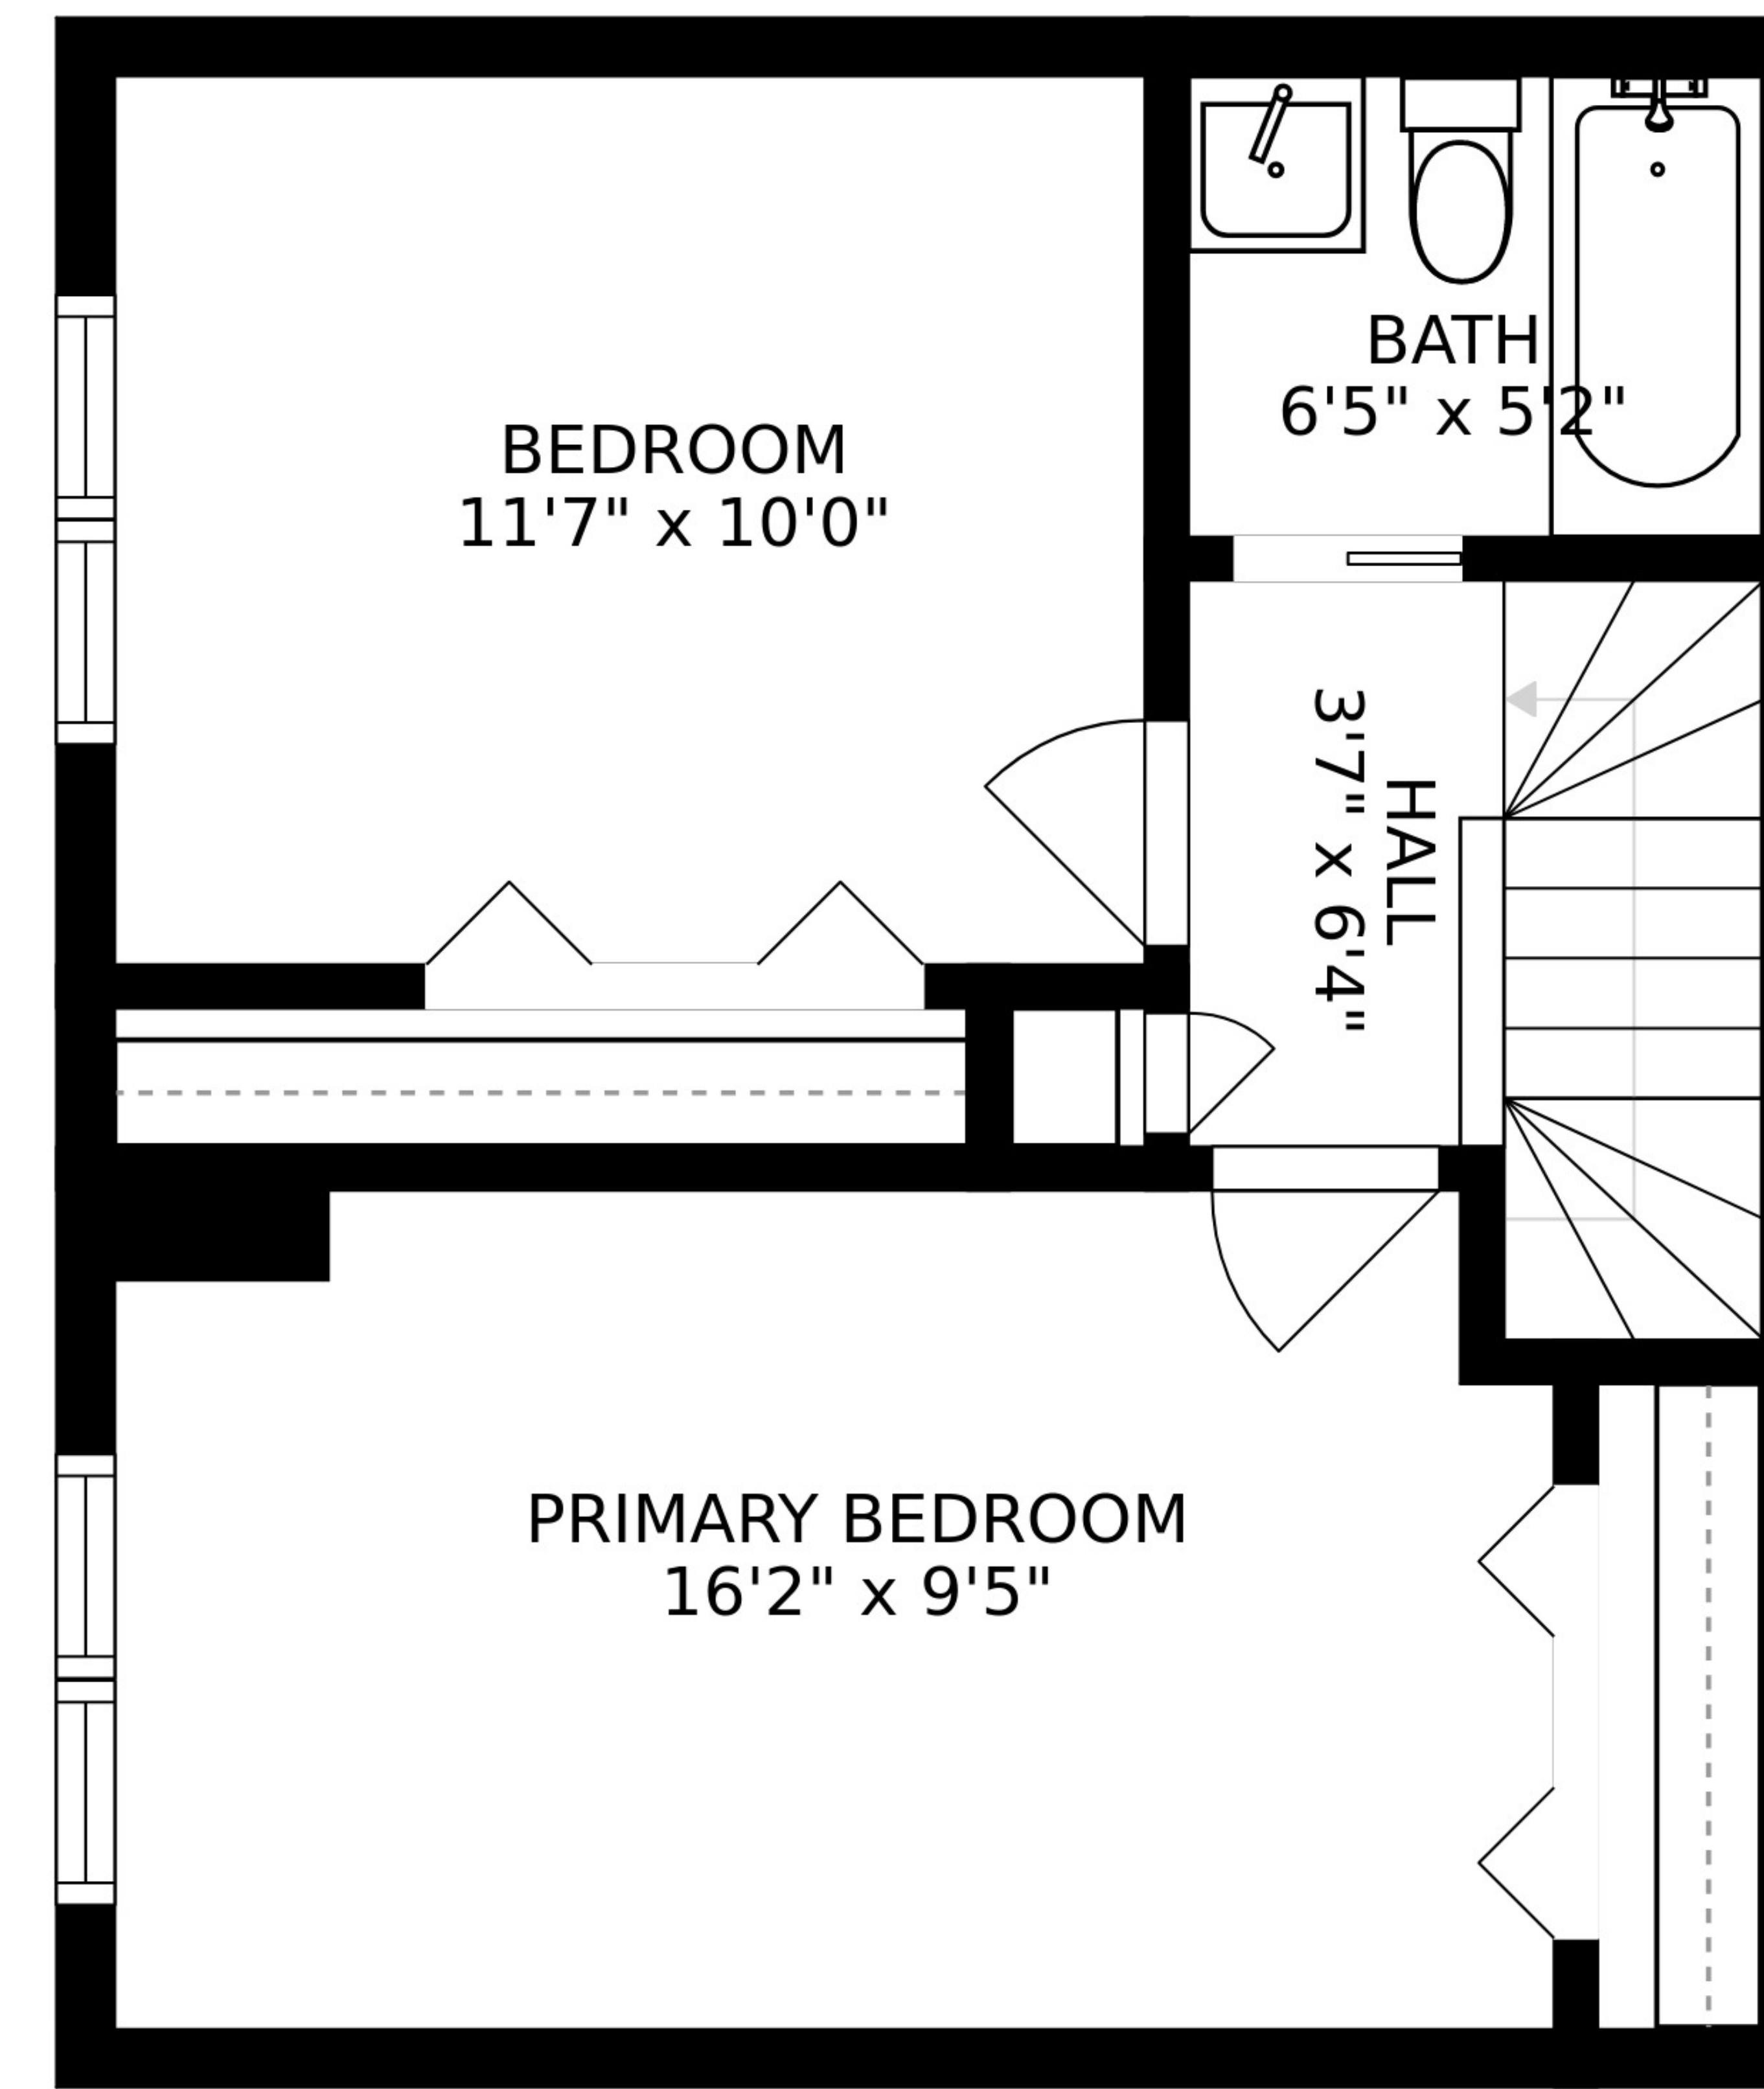 BATH
6'5" x 5'2"
BEDROOM
11'7" x 10'0"
HALL
3'7" x 6'4"
PRIMARY BEDROOM
16'2" x 9'5"